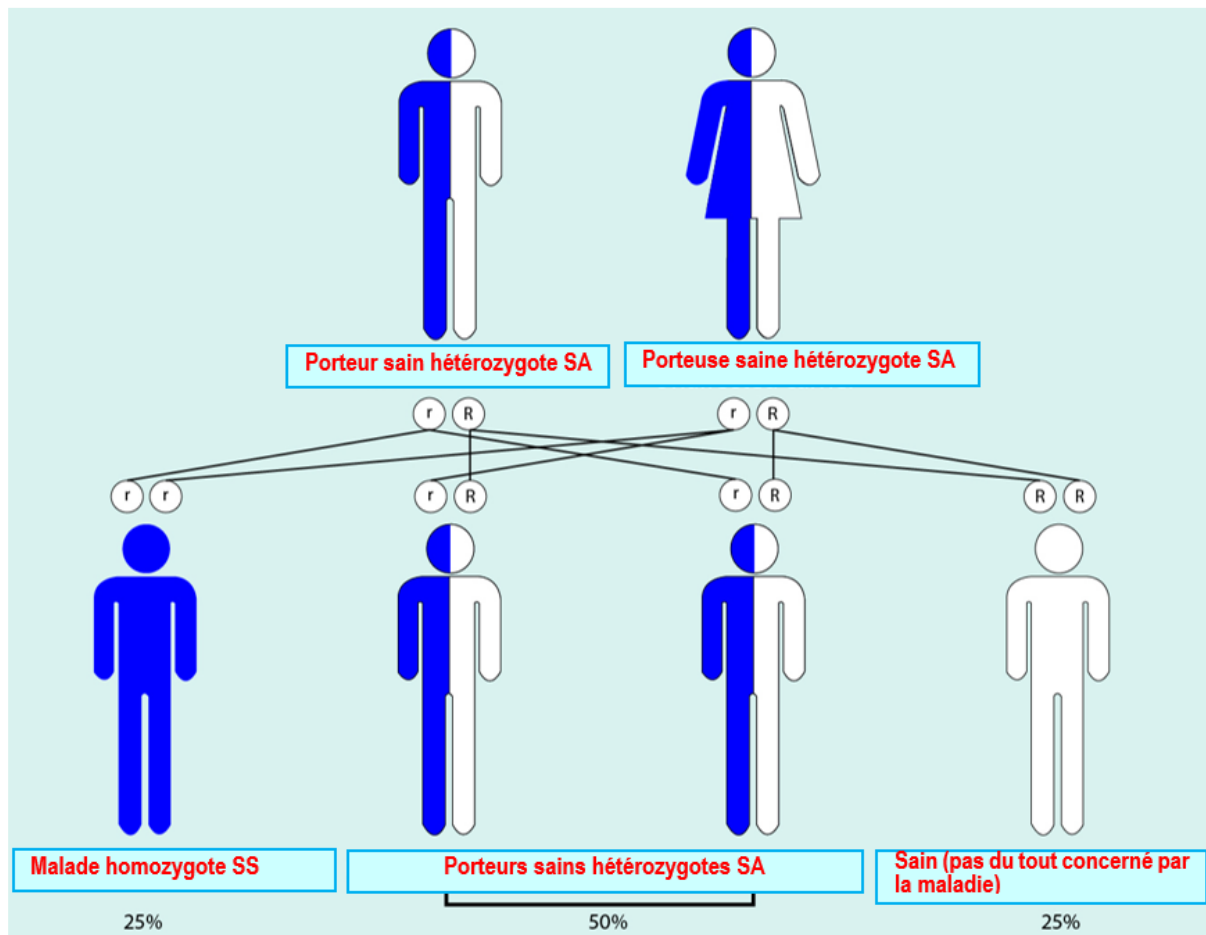 Porteur sain hétérozygote SA
Porteuse saine hétérozygote SA
r R r R
r r r R r R R R
Malade homozygote SS
Porteurs sains hétérozygotes SA
Sain (pas du tout concerné par
la maladie)
25%
50%
25%